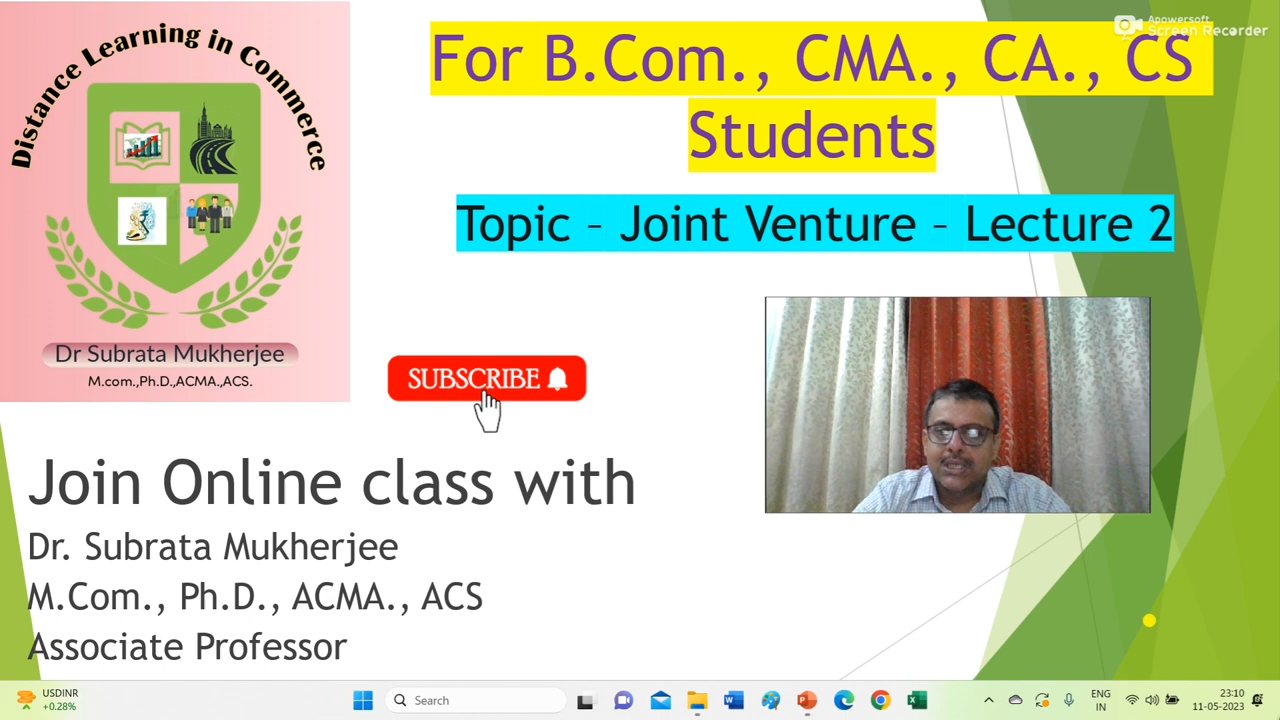 Distance Learning in Commerce
Dr Subrata Mukherjee
M.com.,Ph.D.,ACMA.,ACS.
Apowersoft
Screen Recorder
For B.Com., CMA., CA., CS
Students
Topic – Joint Venture – Lecture 2
SUBSCRIBE
Join Online class with
Dr. Subrata Mukherjee
M.Com., Ph.D., ACMA., ACS
Associate Professor
USDINR
+0.28%
Search
ENG
IN
23:10
11-05-2023